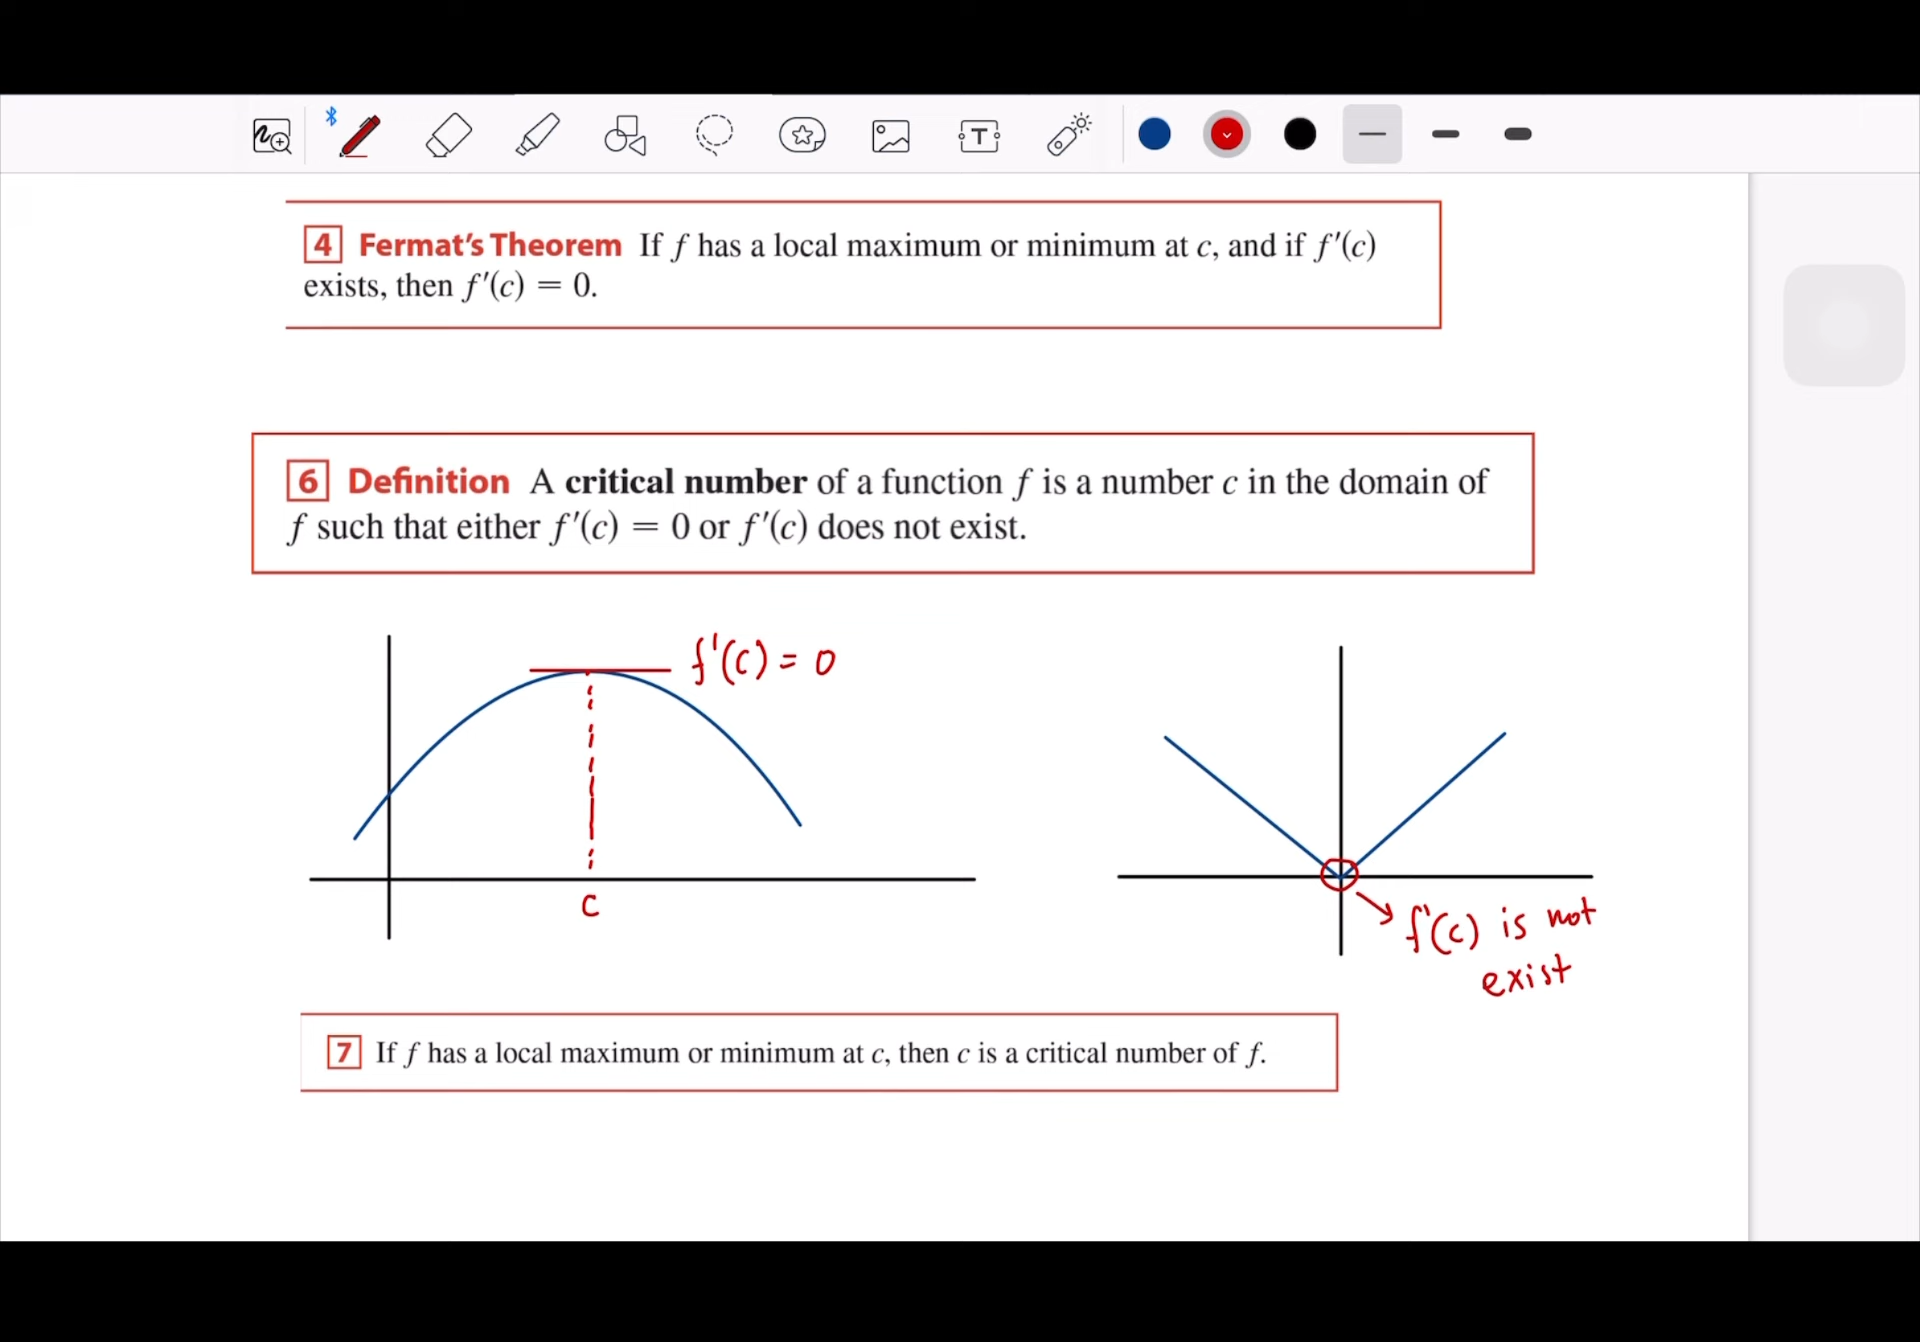 T
4 Fermat's Theorem If f has a local maximum or minimum at c, and if f′(c)
exists, then f′(c) = 0.
6 Definition A critical number of a function f is a number c in the domain of
f such that either f′(c) = 0 or f′(c) does not exist.
f'(c) = 0
c
f'(c) is not
exist
7 If f has a local maximum or minimum at c, then c is a critical number of f.